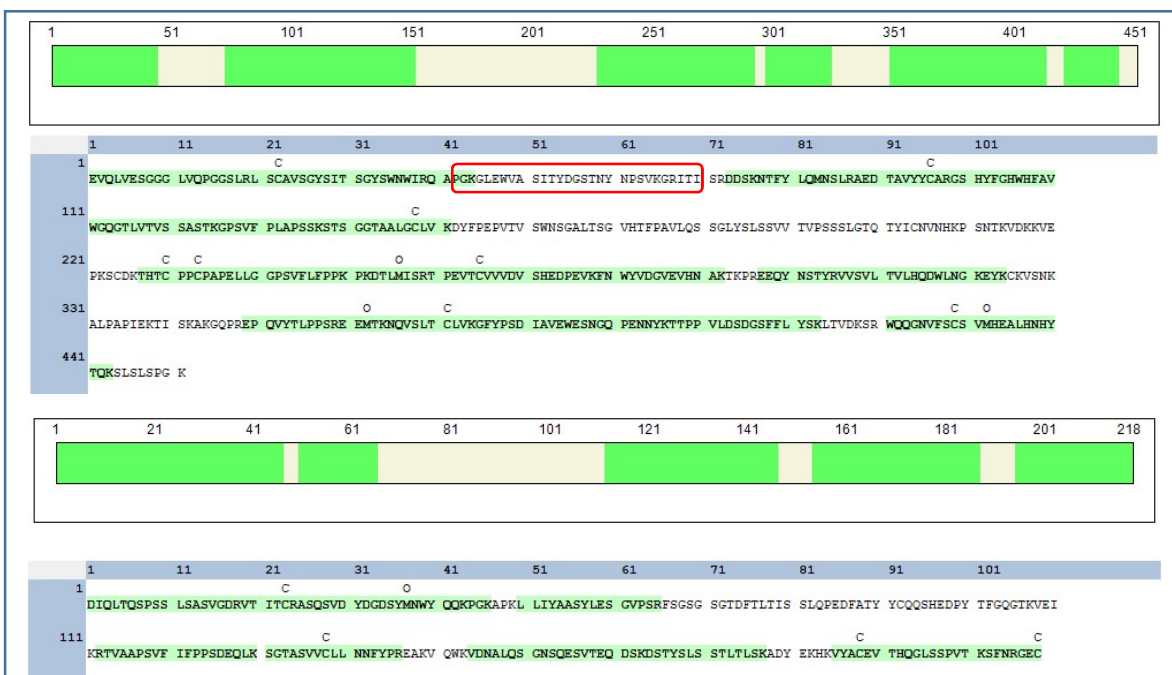 1 51 101 151 201 251 301 351 401 451
1 11 21 31 41 51 61 71 81 91 101
C C
1 EVQLVESGGG LVQPGGSLRL SCAVSGYSIT SGYSWNWIRQ APGKGLEWVA SITYDGSTNY NPSVKGRITI SRDDSKNTFY LQMNSLRAED TAVYYCARGS HYFGHWHFAV
C
111 WGQGTLVTVS SASTKGPSVF PLAPSSKSTS GGTAALGCLV KDYFPEPVTV SWNSGALTSG VHTFPAVLQS SGLYSLSSVV TVPSSSLGTQ TYICNVNHKP SNTKVDKKVE
C C O C
221 PKSCDKTHTC PPCPAPELLG GPSVFLFPPK PKDTLMISRT PEVTCVVVDV SHEDPEVKFN WYVDGVEVHN AKTKPREEQY NSTYRVVSVL TVLHQDWLNG KEYKCKVSNK
O C C O
331 ALPAPIEKTI SKAKGQPREP QVYTLPPSRE EMTKNQVSLT CLVKGFYPSD IAVEWESNGQ PENNYKTTPP VLDSDGSFFL YSKLTVDKSR WQQGNVFSCS VMHEALHNHY
441 TQKSLSLSPG K
1 21 41 61 81 101 121 141 161 181 201 218
1 11 21 31 41 51 61 71 81 91 101
C O
1 DIQLTQSPSS LSASVGDRVT ITCRASQSVD YDGDSYMNWY QQKPGKAPKL LIYAASYLES GVPSRFSGSG SGTDFTLTIS SLQPEDFATY YCQQSHEDPY TFGQGTKVEI
C C C
111 KRTVAAPSVF IFPPSDEQLK SGTASVVCLL NNFYPREAKV QWKVDNALQS GNSQESVTEQ DSKDSTYSLS STLTLSKADY EKHKVYACEV THQGLSSPVT KSFNRGEC